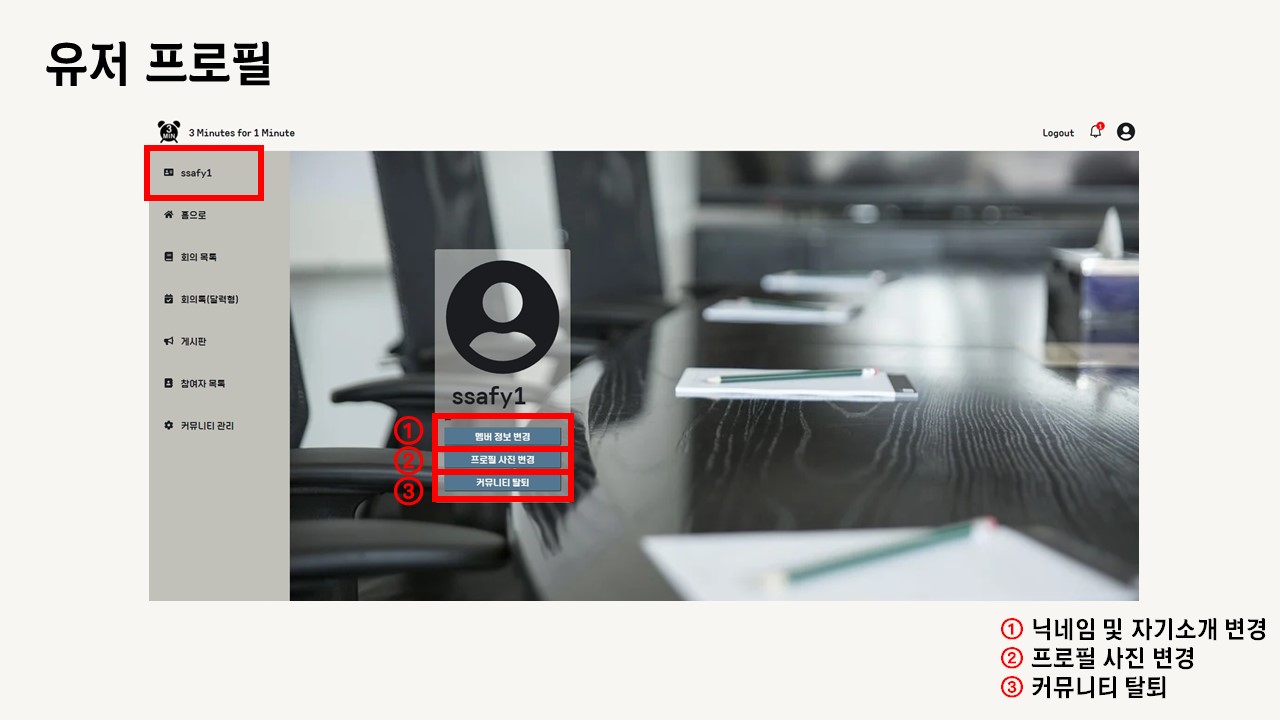 유저 프로필
3 MIN
3 Minutes for 1 Minute
Logout
1
ssafy1
홈으로
회의 목록
회의록(달력형)
게시판
참여자 목록
커뮤니티 관리
ssafy1
① 멤버 정보 변경
② 프로필 사진 변경
③ 커뮤니티 탈퇴
① 닉네임 및 자기소개 변경
② 프로필 사진 변경
③ 커뮤니티 탈퇴